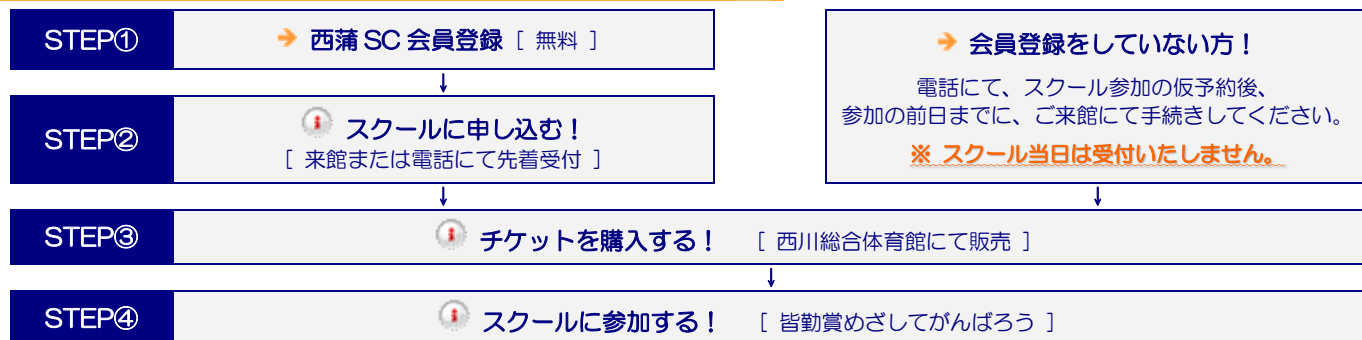 STEP① → 西蒲 SC 会員登録 [ 無料 ]
↓
STEP② スクールに申し込む！
[ 来館または電話にて先着受付 ]
→ 会員登録をしていない方！
電話にて、スクール参加の仮予約後、
参加の前日までに、ご来館にて手続きしてください。
※ スクール当日は受付いたしません。
↓ ↓
STEP③ チケットを購入する！ [ 西川総合体育館にて販売 ]
↓
STEP④ スクールに参加する！ [ 皆勤賞めざしてがんばろう ]